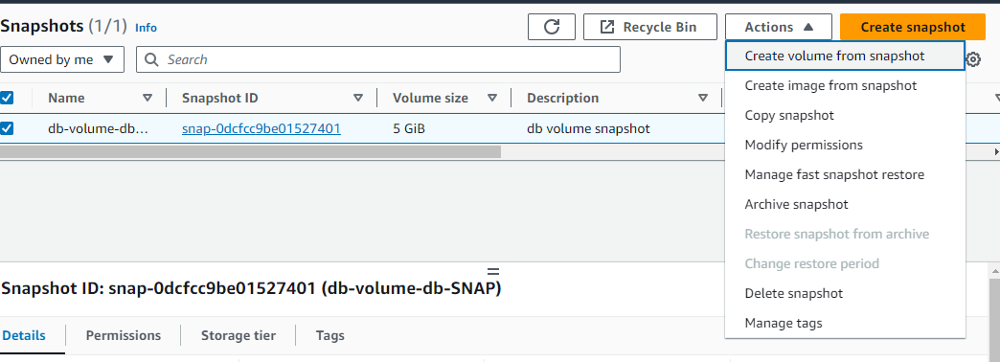 Snapshots (1/1) Info
Recycle Bin
Actions
Create snapshot
Owned by me
Search
Create volume from snapshot
Create image from snapshot
Copy snapshot
Modify permissions
Manage fast snapshot restore
Archive snapshot
Restore snapshot from archive
Change restore period
Delete snapshot
Manage tags
Name Snapshot ID Volume size Description
db-volume-db... snap-0dcfcc9be01527401 5 GiB db volume snapshot
Snapshot ID: snap-0dcfcc9be01527401 (db-volume-db-SNAP)
Details Permissions Storage tier Tags